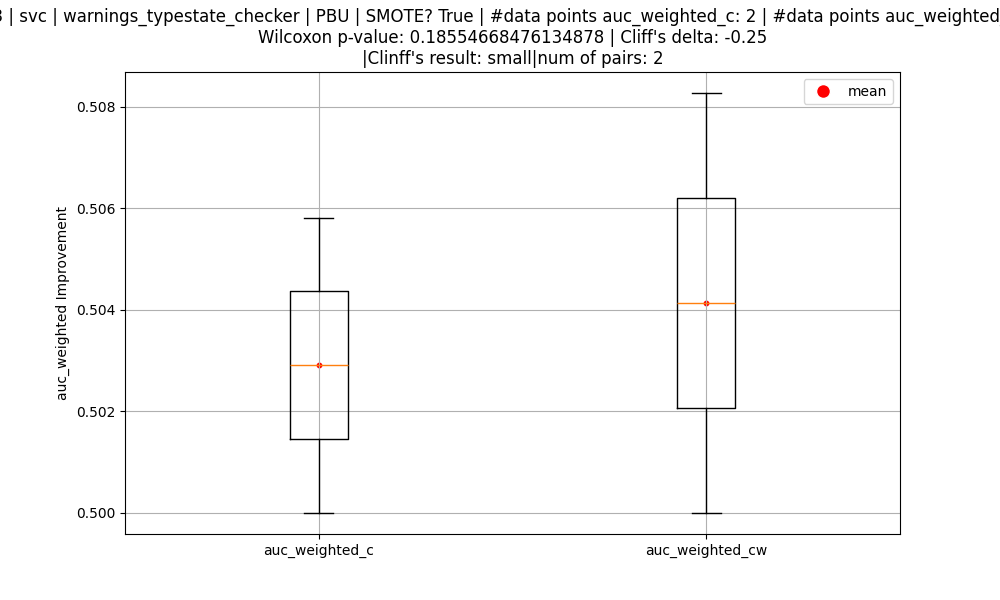 | svc | warnings_typestate_checker | PBU | SMOTE? True | #data points auc_weighted_c: 2 | #data points auc_weighted
Wilcoxon p-value: 0.18554668476134878 | Cliff's delta: -0.25
|Clinff's result: small|num of pairs: 2
mean
0.508
0.506
0.504
0.502
0.500
auc_weighted Improvement
auc_weighted_c
auc_weighted_cw